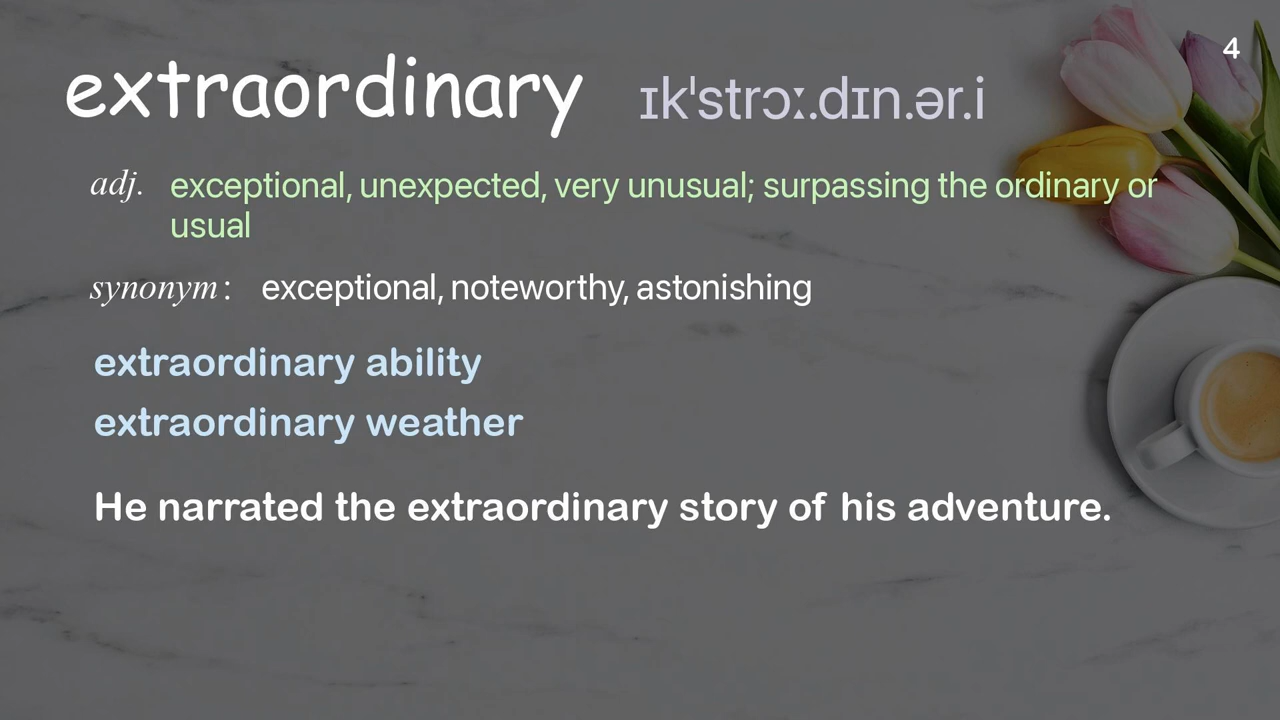 4
extraordinary ɪkˈstrɔː.dɪn.ər.i
adj. exceptional, unexpected, very unusual; surpassing the ordinary or
usual
synonym: exceptional, noteworthy, astonishing
extraordinary ability
extraordinary weather
He narrated the extraordinary story of his adventure.